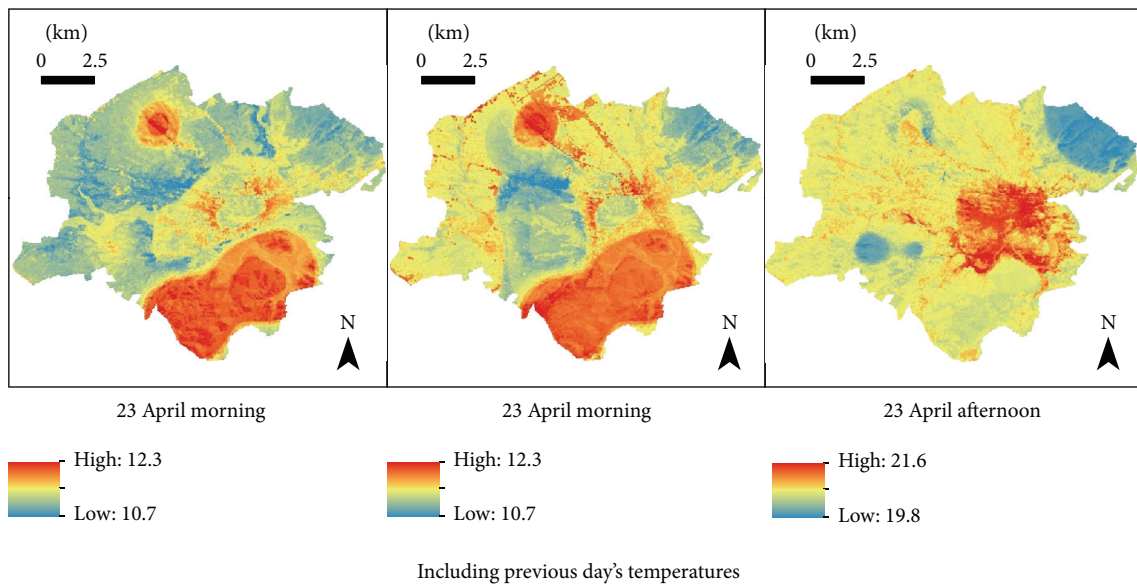 (km)
0 2.5
N
(km)
0 2.5
N
(km)
0 2.5
N
23 April morning
23 April morning
23 April afternoon
High: 12.3
Low: 10.7
High: 12.3
Low: 10.7
High: 21.6
Low: 19.8
Including previous day's temperatures